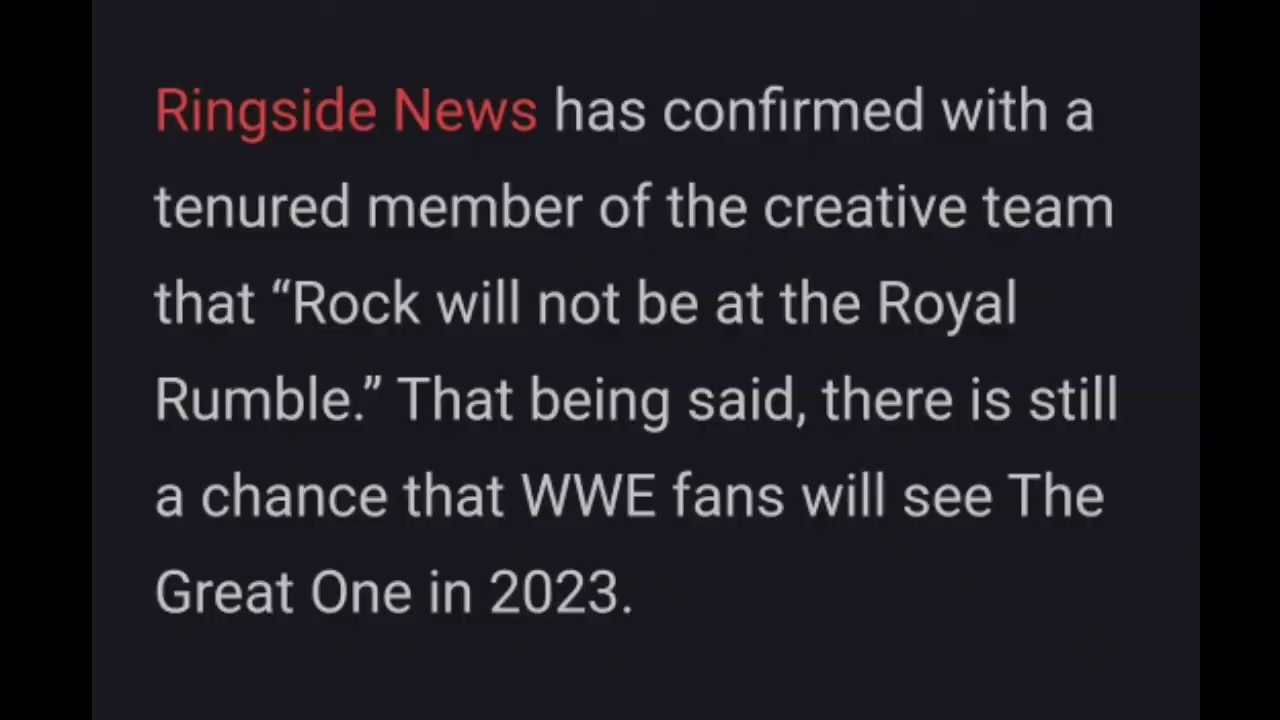 Ringside News has confirmed with a
tenured member of the creative team
that “Rock will not be at the Royal
Rumble.” That being said, there is still
a chance that WWE fans will see The
Great One in 2023.